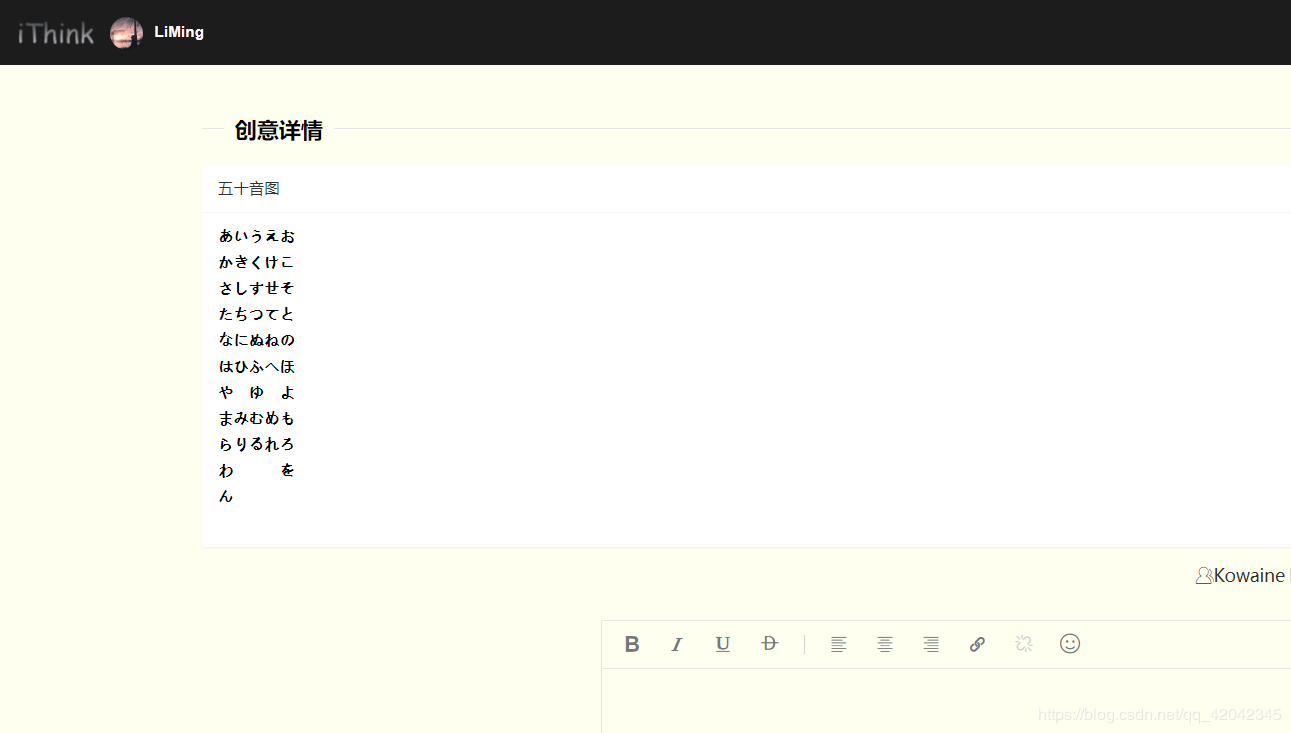 iThink LiMing
创意详情
五十音图
あいうえお
かきくけこ
さしすせそ
たちつてと
なにぬねの
はひふへほ
や　ゆ　よ
まみむめも
らりるれろ
わ　　　を
ん
Kowaine
B I U D
https://blog.csdn.net/qq_42042345